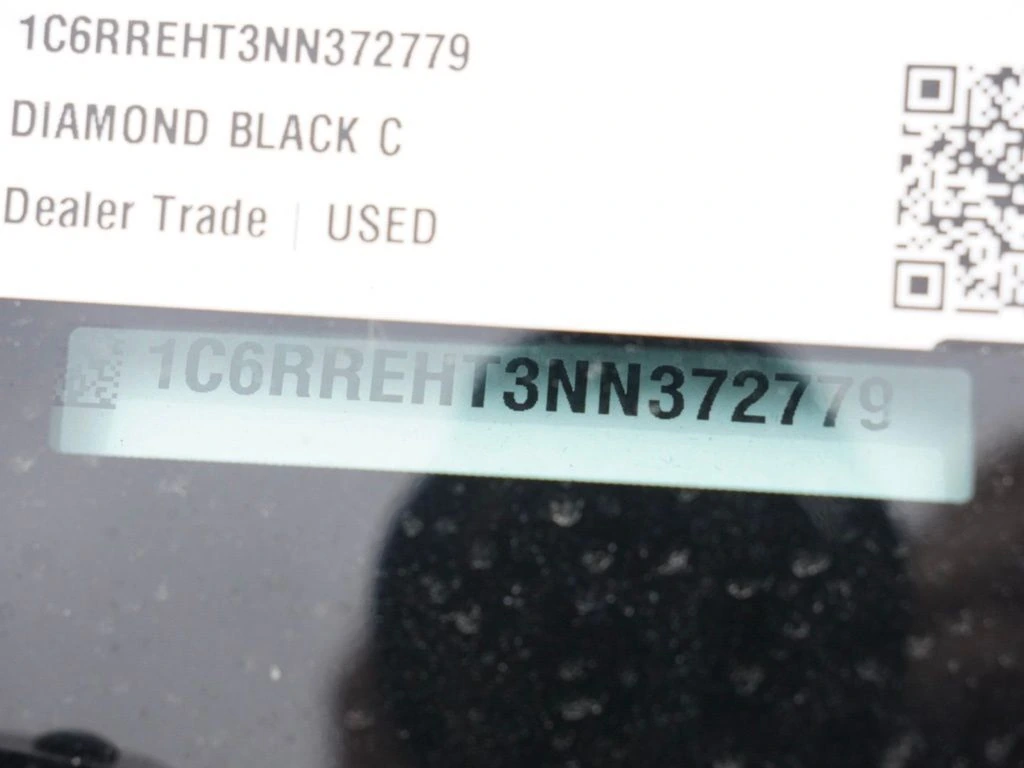 1C6RREHT3NN372779
DIAMOND BLACK C
Dealer Trade | USED
1C6RREHT3NN372779